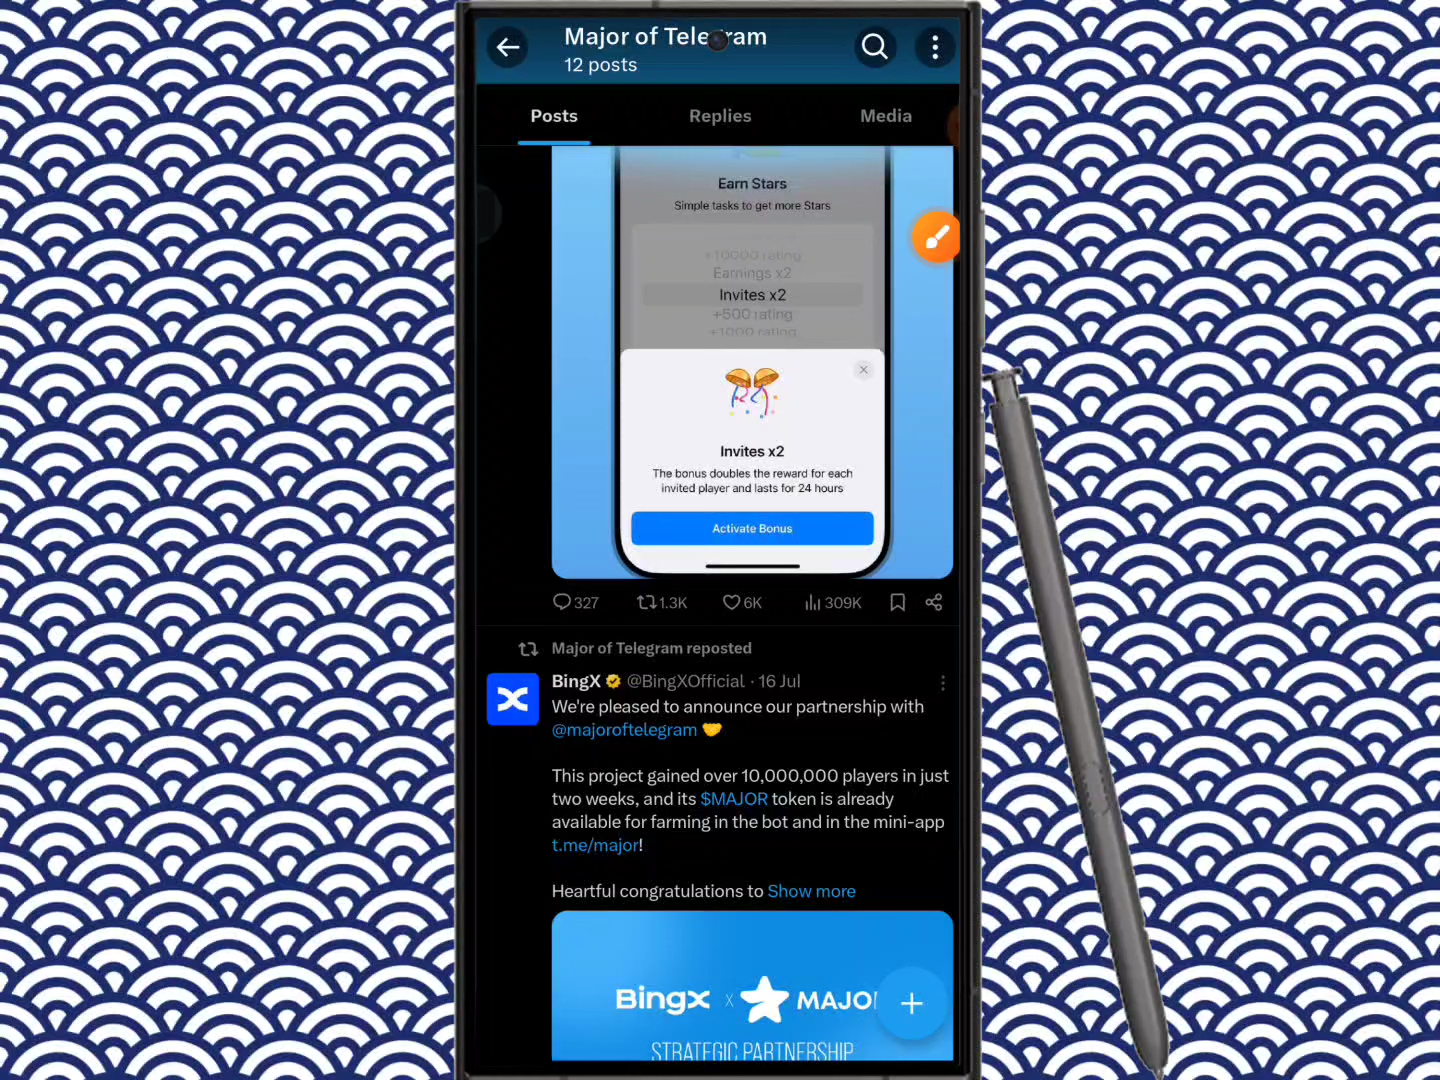 Major of Telegram
12 posts
Posts Replies Media
Earn Stars
Simple tasks to get more Stars
+10000 rating
Earnings x2
Invites x2
+500 rating
+1000 rating
Invites x2
The bonus doubles the reward for each
invited player and lasts for 24 hours
Activate Bonus
327 1.3K 6K 309K
Major of Telegram reposted
BingX @BingXOfficial · 16 Jul
We're pleased to announce our partnership with
@majoroftelegram
This project gained over 10,000,000 players in just
two weeks, and its $MAJOR token is already
available for farming in the bot and in the mini-app
t.me/major!
Heartful congratulations to Show more
BingX x MAJOR
STRATEGIC PARTNERSHIP